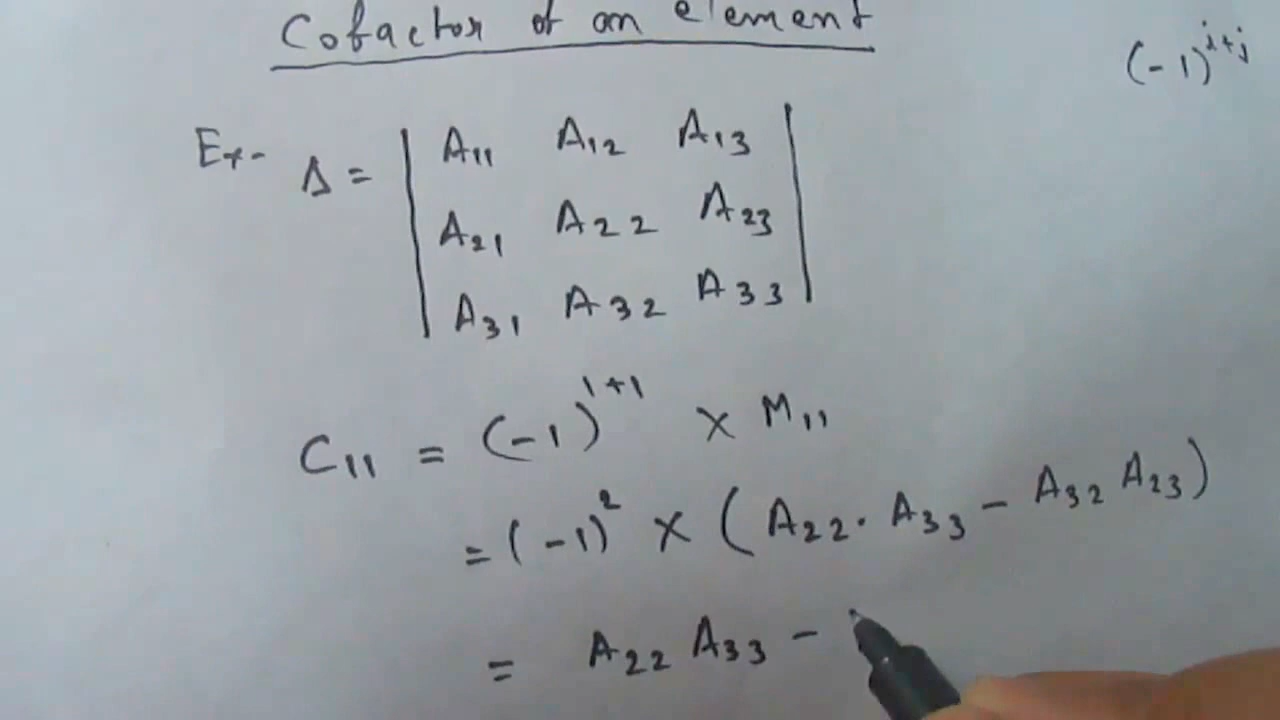 Cofactor of an element
(-1)^{i+j}
Ex- Δ = | A₁₁ A₁₂ A₁₃ |
| A₂₁ A₂₂ A₂₃ |
| A₃₁ A₃₂ A₃₃ |
C₁₁ = (-1)^{1+1} × M₁₁
= (-1)² × (A₂₂ . A₃₃ - A₃₂ A₂₃)
= A₂₂ A₃₃ -